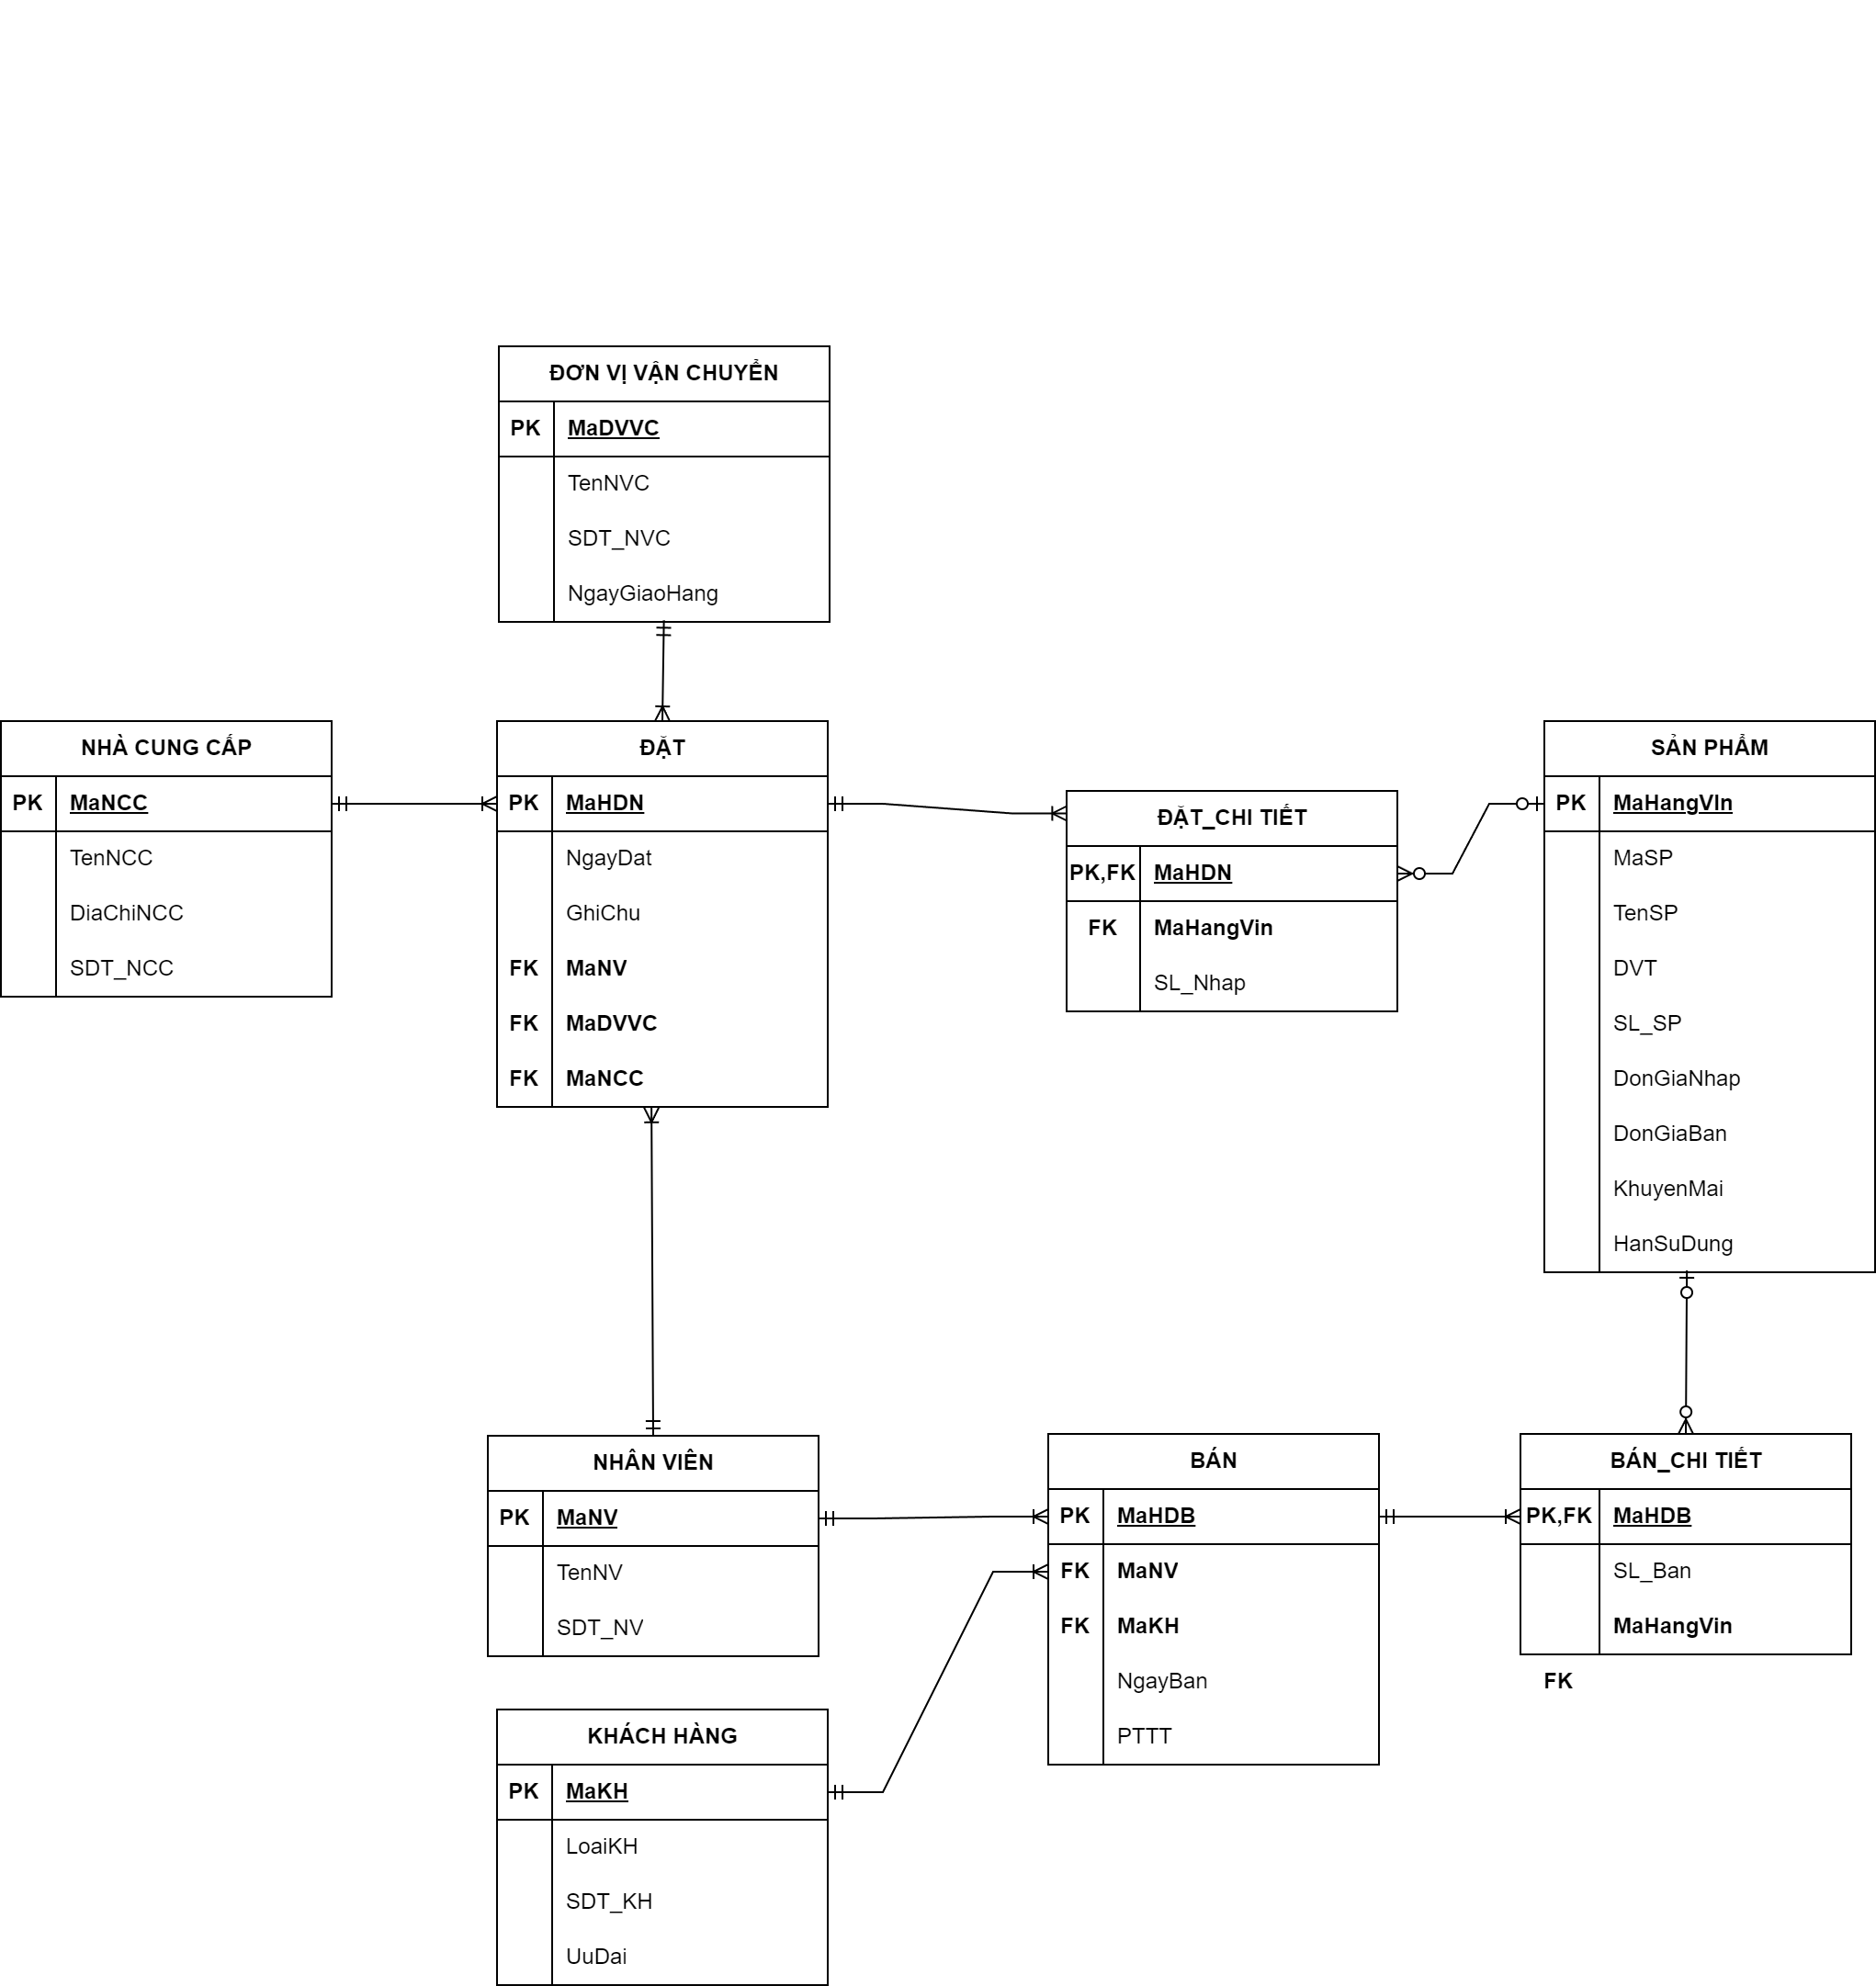 ĐƠN VỊ VẬN CHUYỂN
PK MaDVVC
TenNVC
SDT_NVC
NgayGiaoHang
NHÀ CUNG CẤP
PK MaNCC
TenNCC
DiaChiNCC
SDT_NCC
ĐẶT
PK MaHDN
NgayDat
GhiChu
FK MaNV
FK MaDVVC
FK MaNCC
ĐẶT_CHI TIẾT
PK,FK MaHDN
FK MaHangVin
SL_Nhap
SẢN PHẨM
PK MaHangVIn
MaSP
TenSP
DVT
SL_SP
DonGiaNhap
DonGiaBan
KhuyenMai
HanSuDung
NHÂN VIÊN
PK MaNV
TenNV
SDT_NV
BÁN
PK MaHDB
FK MaNV
FK MaKH
NgayBan
PTTT
BÁN_CHI TIẾT
PK,FK MaHDB
SL_Ban
MaHangVin
FK
KHÁCH HÀNG
PK MaKH
LoaiKH
SDT_KH
UuDai